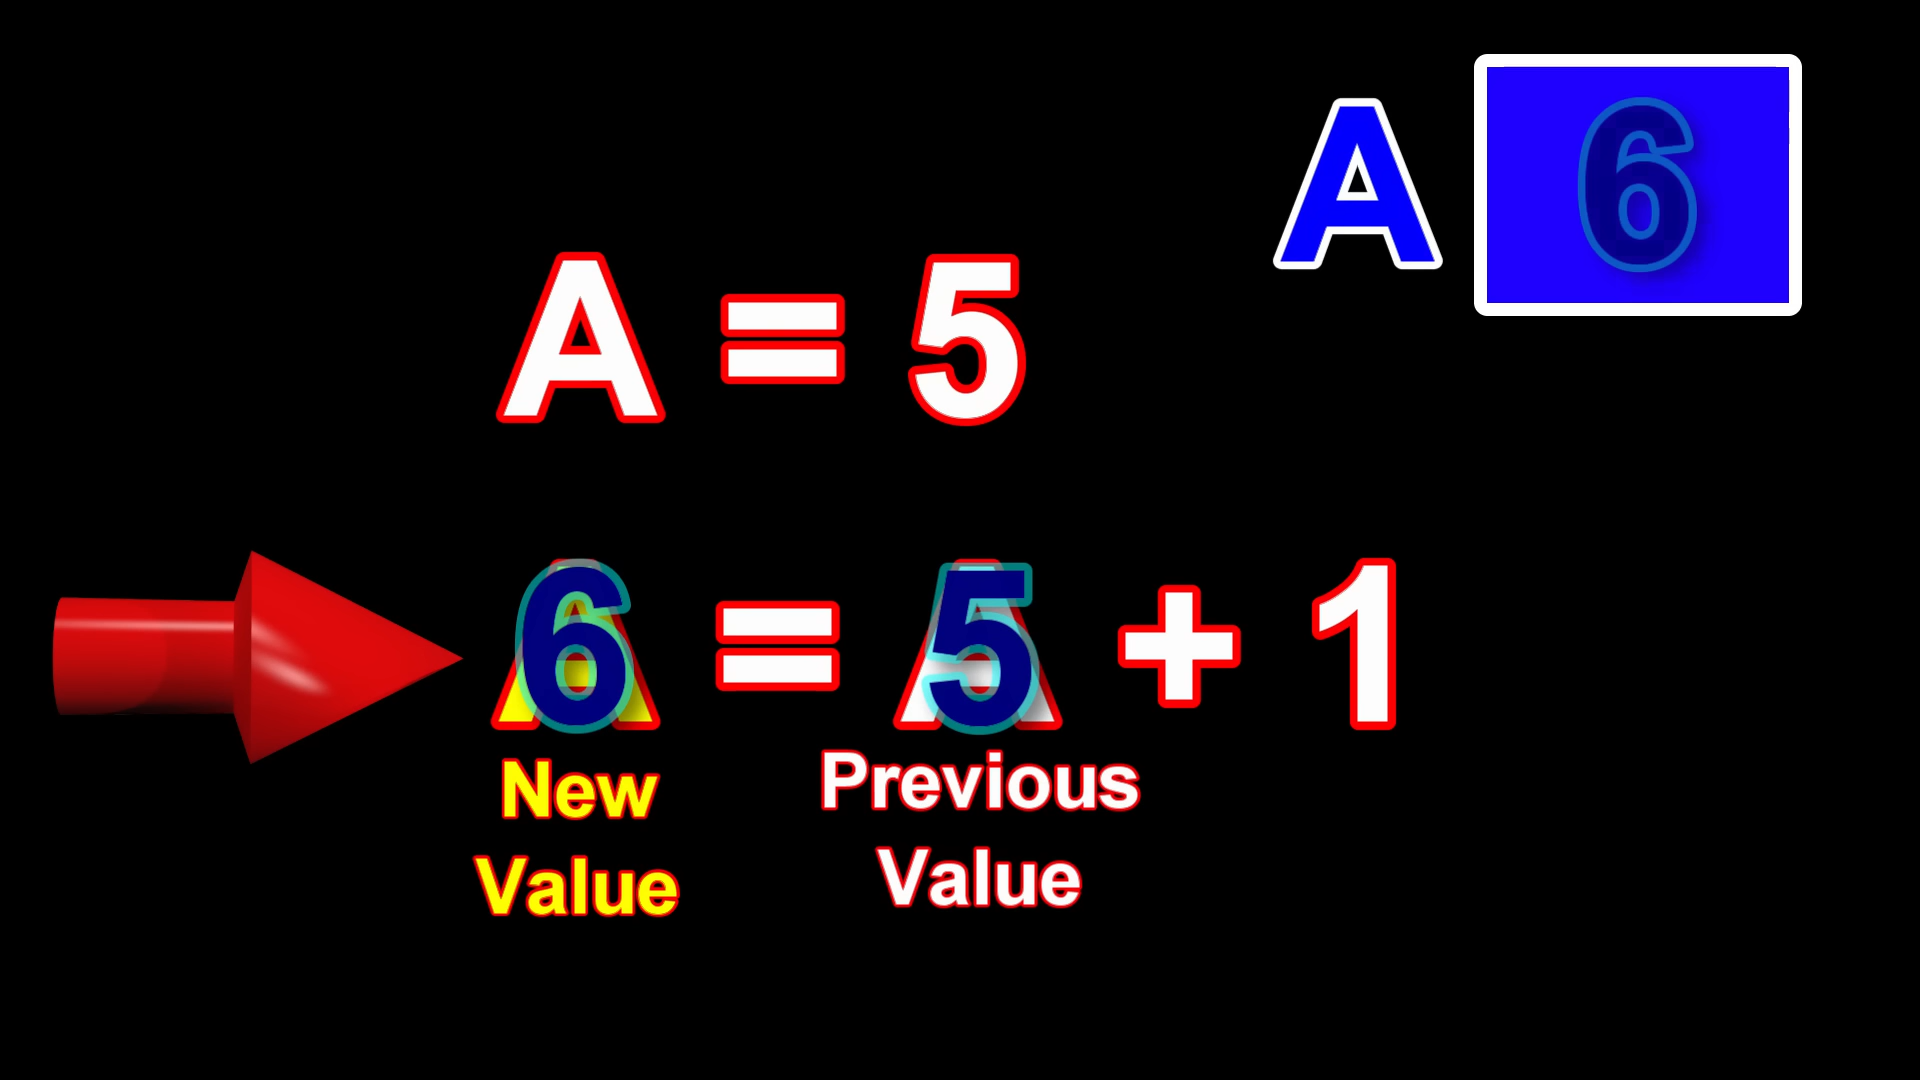 A 6
A = 5
6 = 5 + 1
New Value
Previous Value